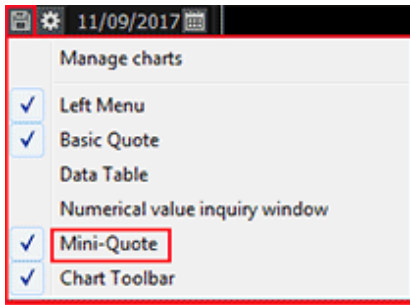 11/09/2017
Manage charts
Left Menu
Basic Quote
Data Table
Numerical value inquiry window
Mini-Quote
Chart Toolbar